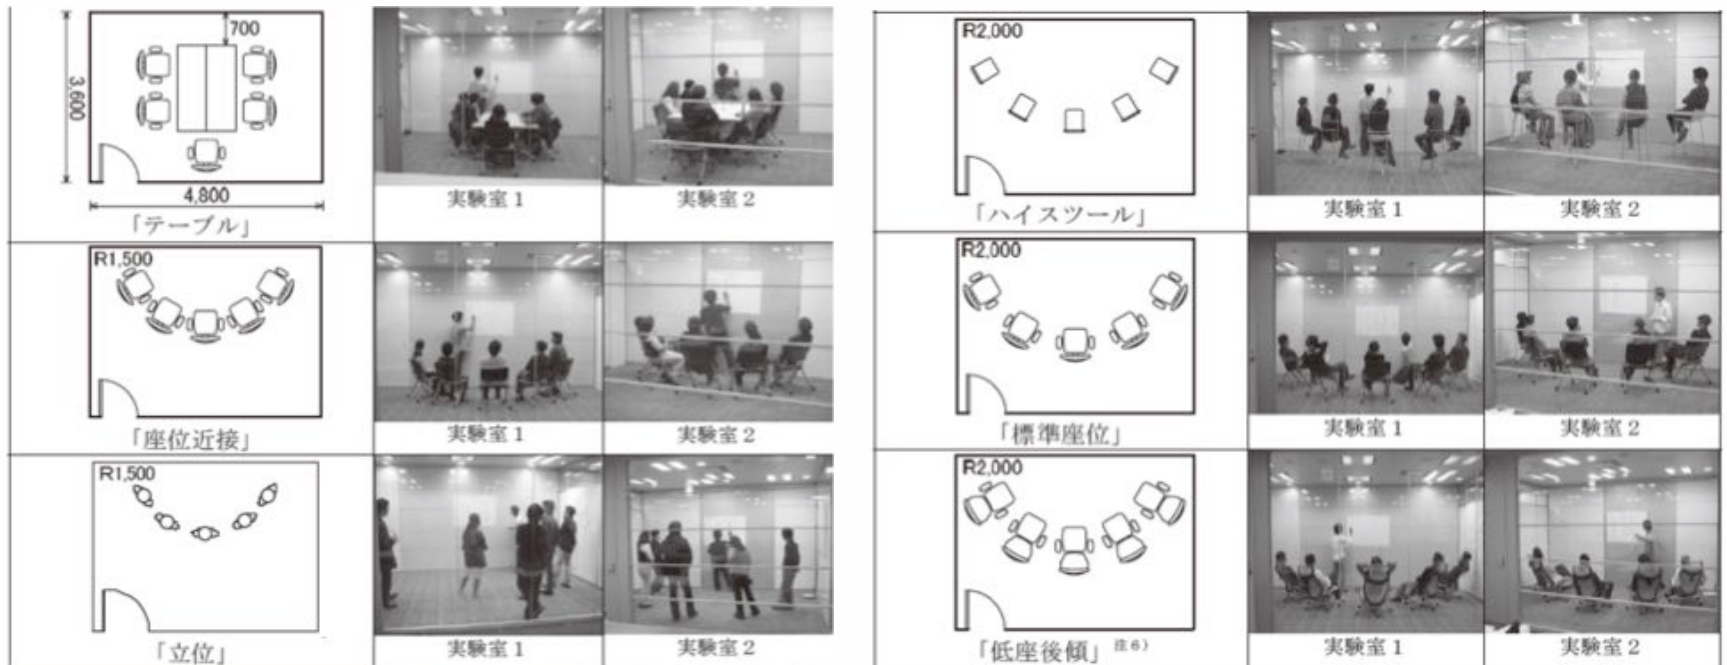 700
3,600
4,800
「テーブル」
実験室1
実験室2
R1,500
「座位近接」
実験室1
実験室2
R1,500
「立位」
実験室1
実験室2
R2,000
「ハイスツール」
実験室1
実験室2
R2,000
「標準座位」
実験室1
実験室2
R2,000
「低座後傾」注6)
実験室1
実験室2